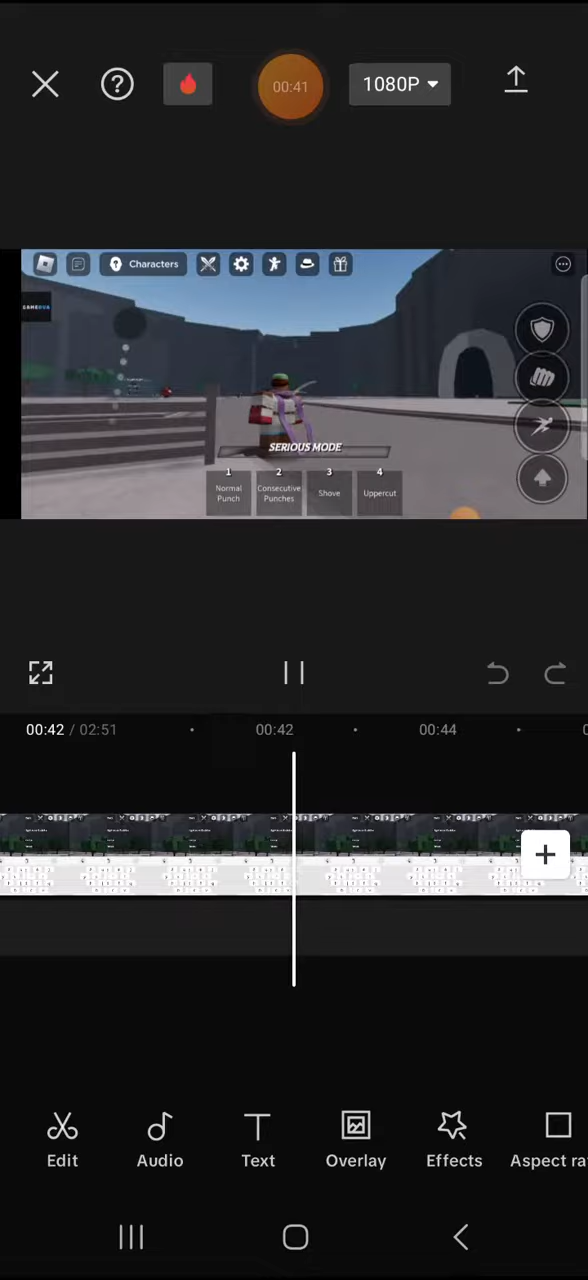 00:41
1080P
Characters
SERIOUS MODE
1 2 3 4
Normal Punch
Consecutive Punches
Shove
Uppercut
00:42 / 02:51
00:42
00:44
Edit
Audio
Text
Overlay
Effects
Aspect ra